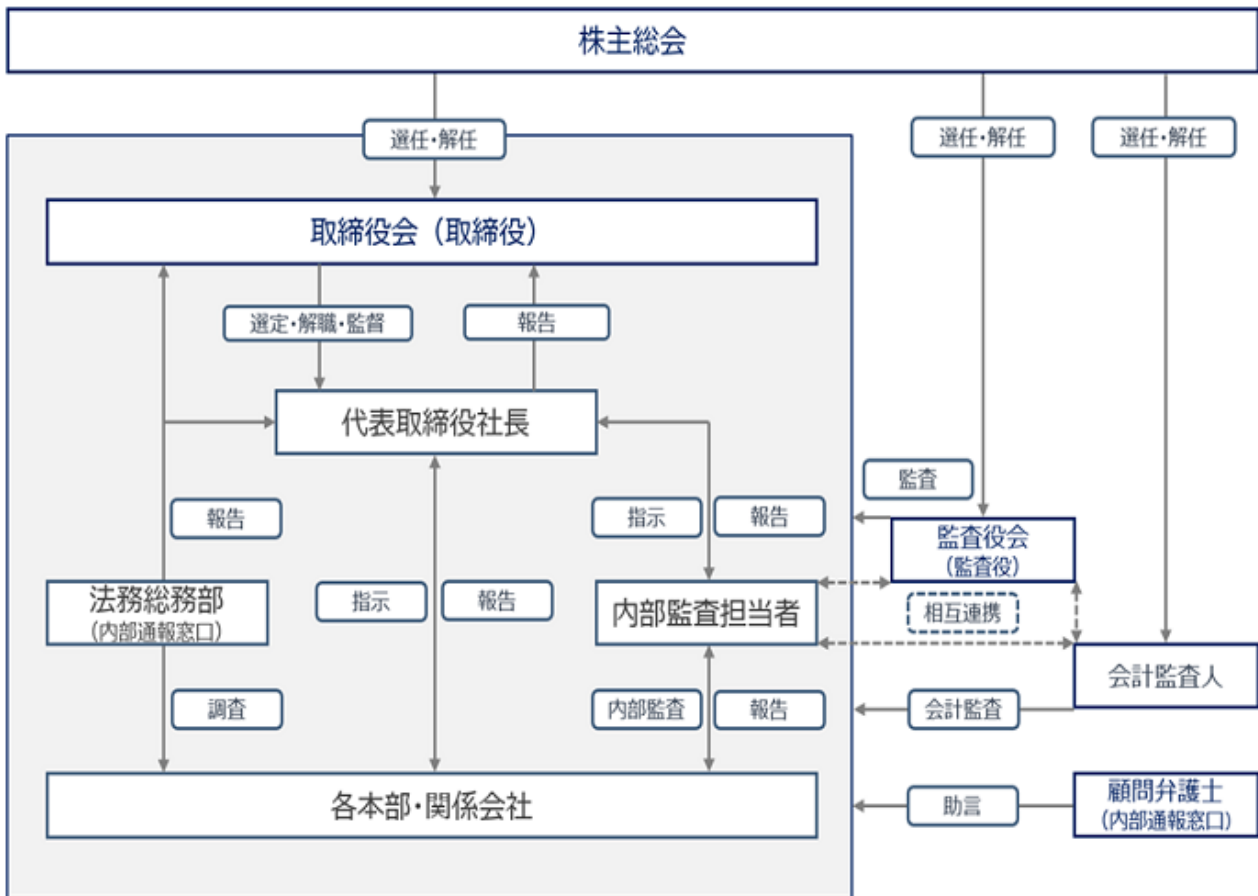 株主総会
選任・解任
選任・解任
選任・解任
取締役会（取締役）
選定・解職・監督
報告
代表取締役社長
監査
報告
指示
報告
監査役会
（監査役）
法務総務部
（内部通報窓口）
指示
報告
内部監査担当者
相互連携
会計監査人
調査
内部監査
報告
会計監査
各本部・関係会社
助言
顧問弁護士
（内部通報窓口）